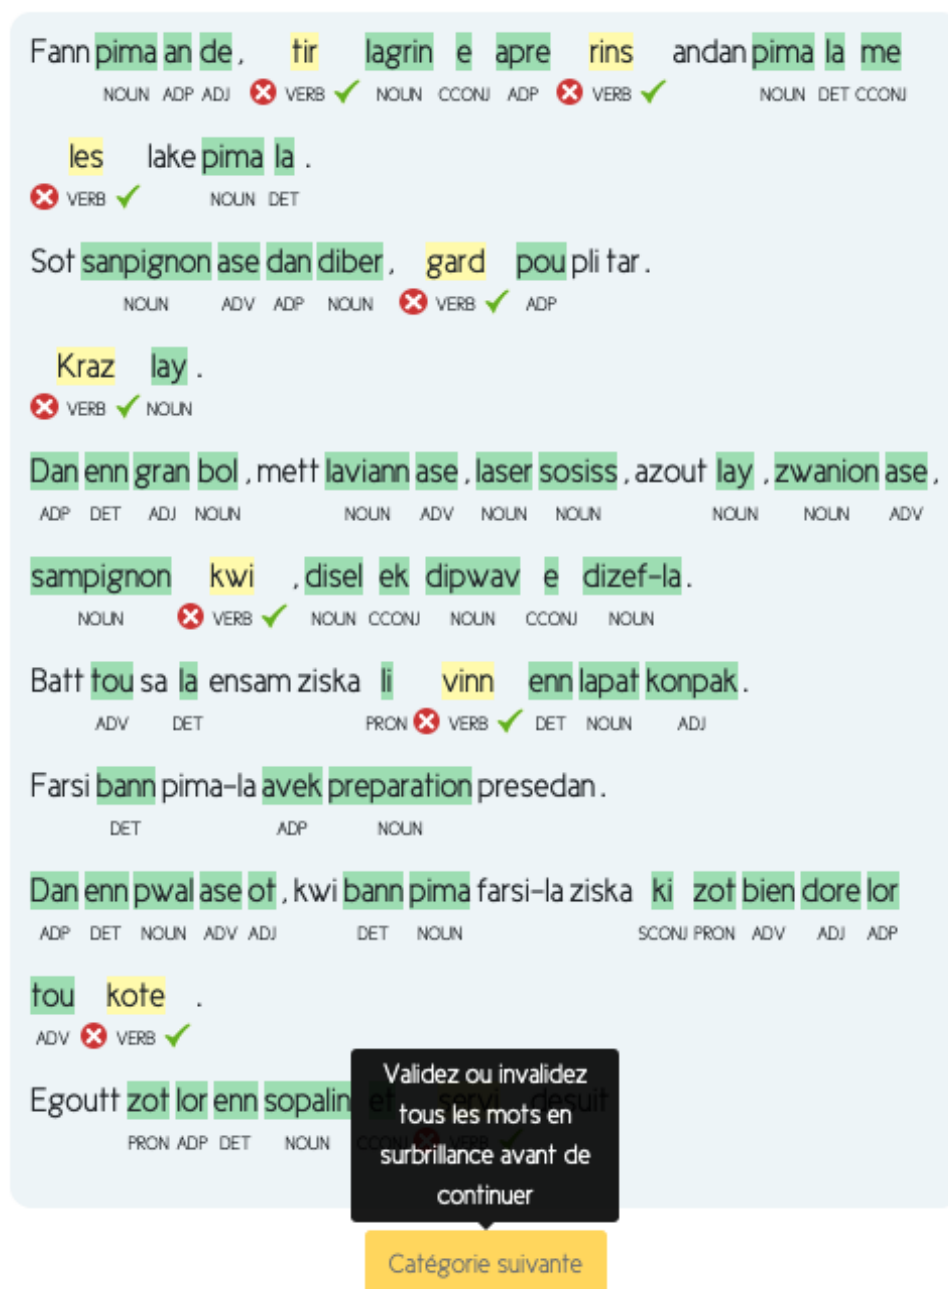 Fann pima an de , tir lagrin e apre rins andan pima la me
NOUN ADP ADJ VERB NOUN CCONJ ADP VERB NOUN DET CCONJ
les lake pima la .
VERB NOUN DET
Sot sanpignon ase dan diber , gard pou pli tar .
NOUN ADV ADP NOUN VERB ADP
Kraz lay .
VERB NOUN
Dan enn gran bol , mett laviann ase , laser sosiss , azout lay , zwanion ase ,
ADP DET ADJ NOUN NOUN ADV NOUN NOUN NOUN NOUN ADV
sampignon kwi , disel ek dipwav e dizef-la .
NOUN VERB NOUN CCONJ NOUN CCONJ NOUN
Batt tou sa la ensam ziska li vinn enn lapat konpak .
ADV DET PRON VERB DET NOUN ADJ
Farsi bann pima-la avek preparation presedan .
DET ADP NOUN
Dan enn pwal ase ot , kwi bann pima farsi-la ziska ki zot bien dore lor
ADP DET NOUN ADV ADJ DET NOUN SCONJ PRON ADV ADJ ADP
tou kote .
ADV VERB
Egoutt zot lor enn sopalin et servi desuit
PRON ADP DET NOUN CCONJ VERB
Validez ou invalidez
tous les mots en
surbrillance avant de
continuer
Catégorie suivante